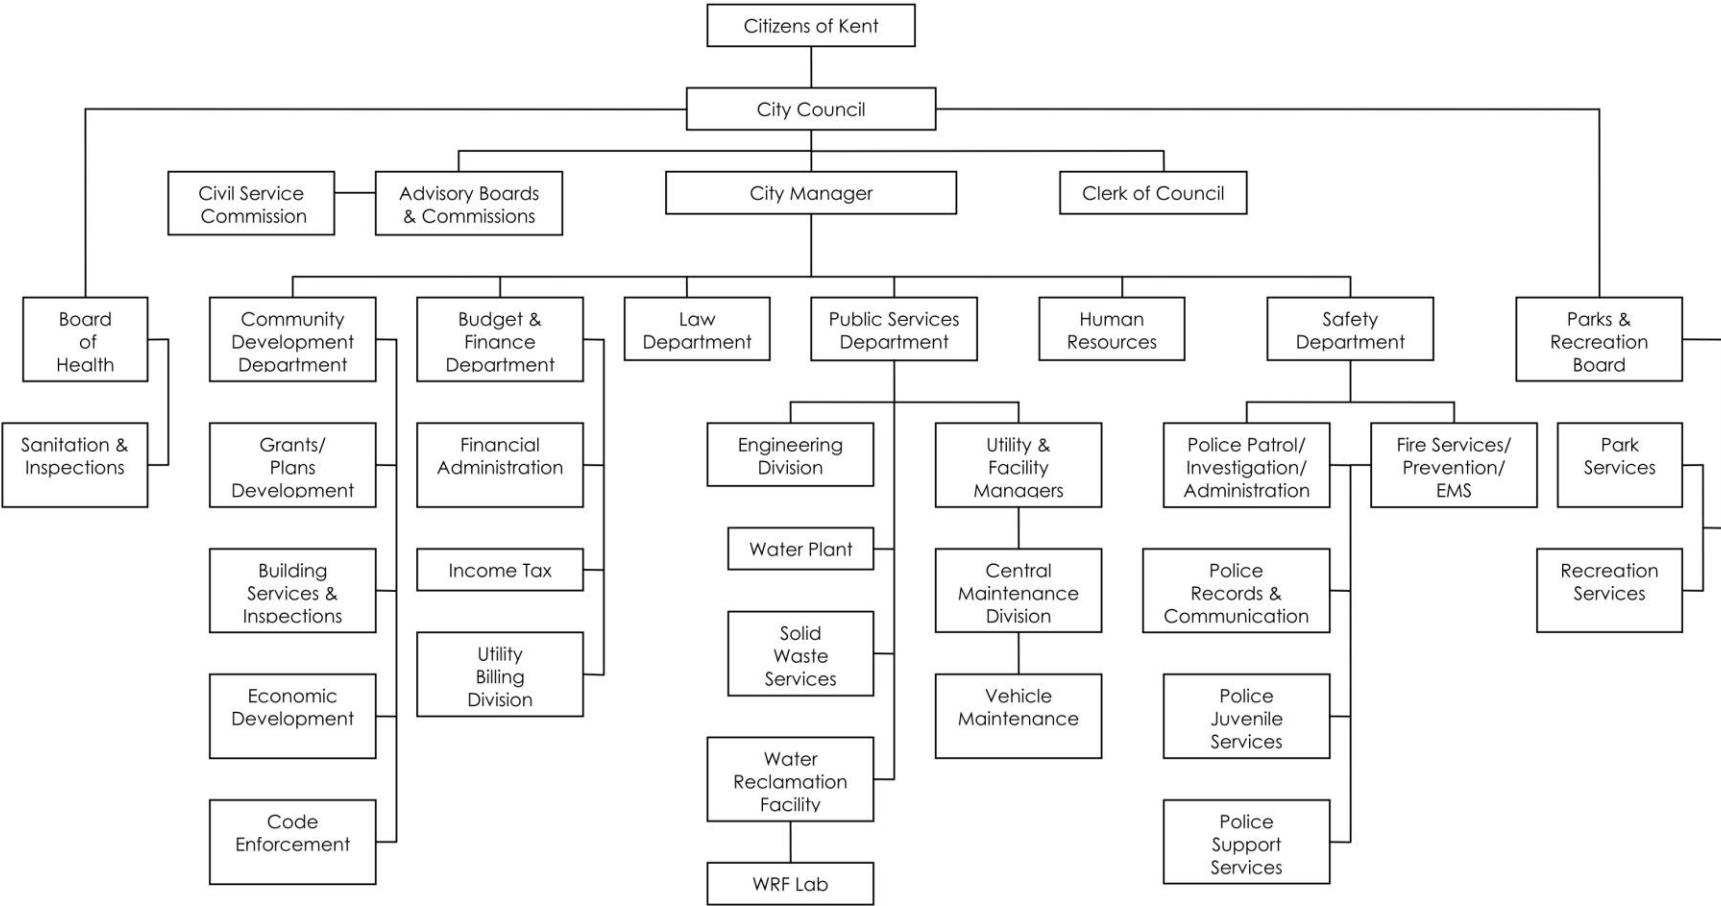 Citizens of Kent
City Council
Civil Service
Commission
Advisory Boards
& Commissions
City Manager
Clerk of Council
Board
of
Health
Community
Development
Department
Budget &
Finance
Department
Law
Department
Public Services
Department
Human
Resources
Safety
Department
Parks &
Recreation
Board
Sanitation &
Inspections
Grants/
Plans
Development
Financial
Administration
Engineering
Division
Utility &
Facility
Managers
Police Patrol/
Investigation/
Administration
Fire Services/
Prevention/
EMS
Park
Services
Building
Services &
Inspections
Income Tax
Water Plant
Central
Maintenance
Division
Police
Records &
Communication
Recreation
Services
Solid
Waste
Services
Utility
Billing
Division
Economic
Development
Vehicle
Maintenance
Police
Juvenile
Services
Water
Reclamation
Facility
Code
Enforcement
Police
Support
Services
WRF Lab